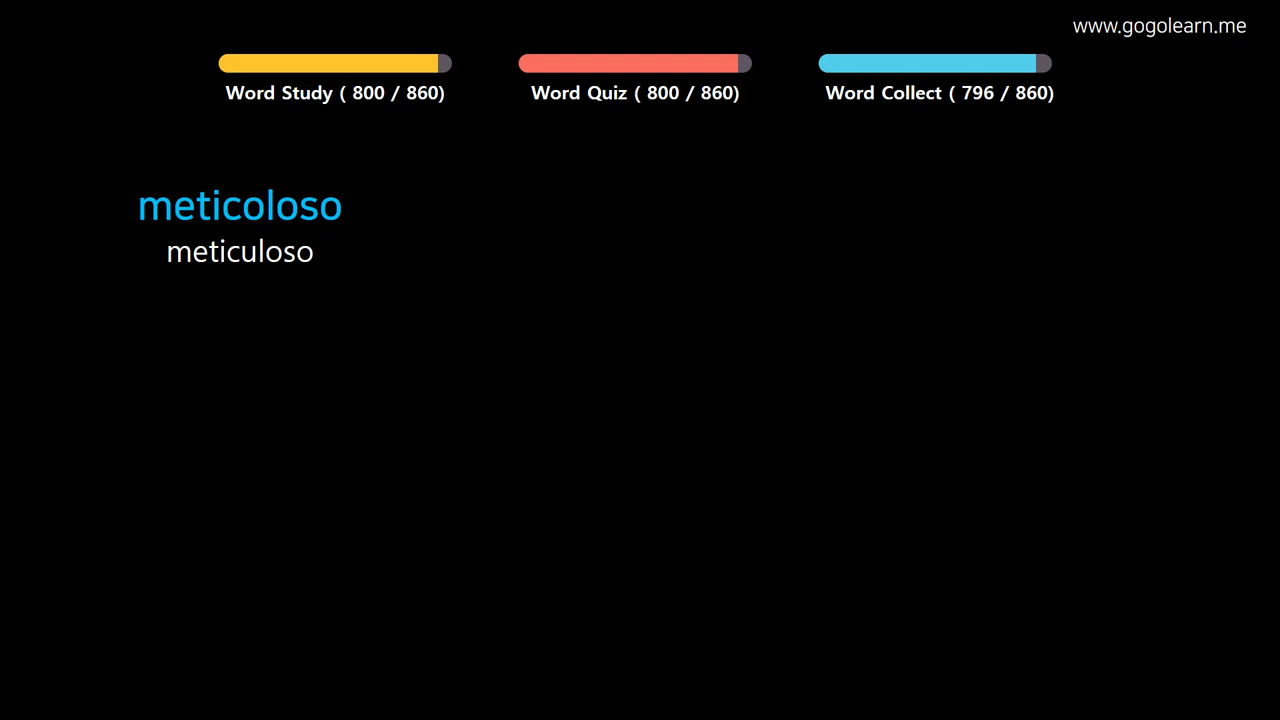 www.gogolearn.me
Word Study ( 800 / 860)
Word Quiz ( 800 / 860)
Word Collect ( 796 / 860)
meticoloso
meticuloso